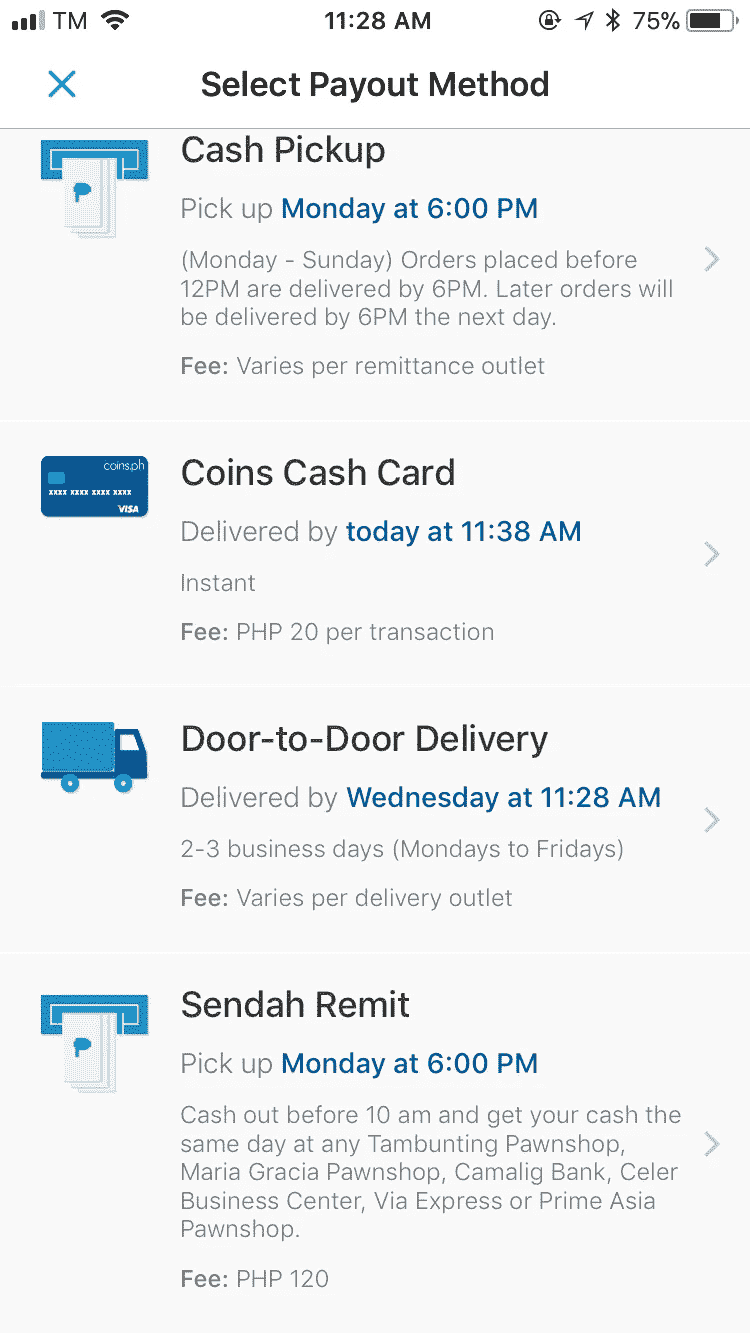 TM 11:28 AM 75%
Select Payout Method
Cash Pickup
Pick up Monday at 6:00 PM
(Monday - Sunday) Orders placed before
12PM are delivered by 6PM. Later orders will
be delivered by 6PM the next day.
Fee: Varies per remittance outlet
coins.ph
XXXX XXXX XXXX XXXX
VISA
Coins Cash Card
Delivered by today at 11:38 AM
Instant
Fee: PHP 20 per transaction
Door-to-Door Delivery
Delivered by Wednesday at 11:28 AM
2-3 business days (Mondays to Fridays)
Fee: Varies per delivery outlet
Sendah Remit
Pick up Monday at 6:00 PM
Cash out before 10 am and get your cash the
same day at any Tambunting Pawnshop,
Maria Gracia Pawnshop, Camalig Bank, Celer
Business Center, Via Express or Prime Asia
Pawnshop.
Fee: PHP 120